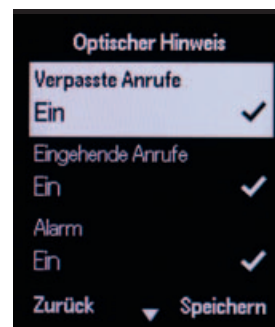 Optischer Hinweis
Verpasste Anrufe
Ein
Eingehende Anrufe
Ein
Alarm
Ein
Zurück Speichern